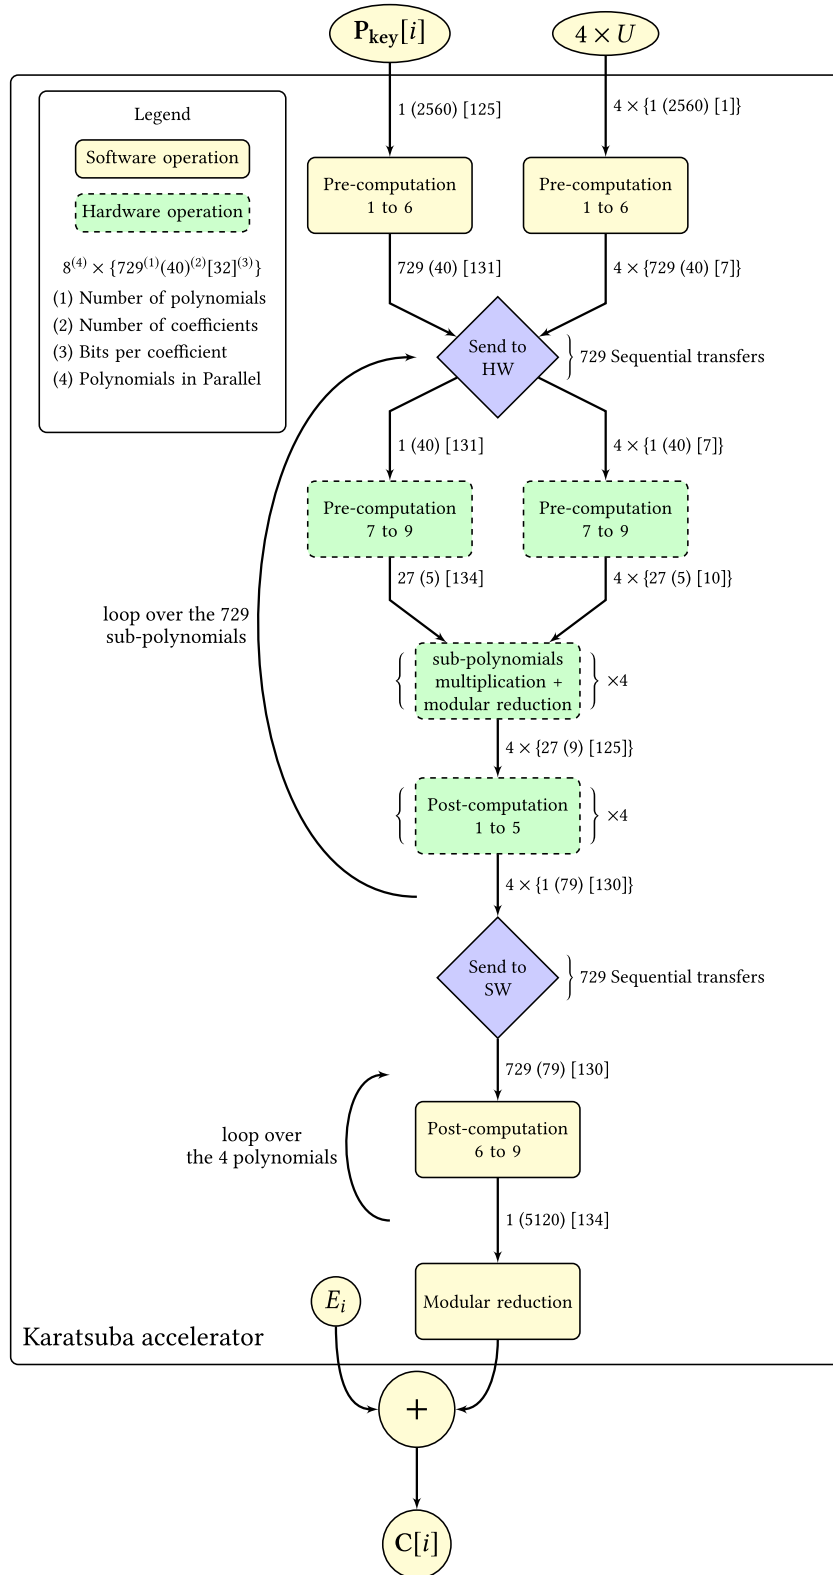 P_key[i]
4 × U
1 (2560) [125]
4 × {1 (2560) [1]}
Legend
Software operation
Hardware operation
8^(4) × {729^(1)(40)^(2)[32]^(3)}
(1) Number of polynomials
(2) Number of coefficients
(3) Bits per coefficient
(4) Polynomials in Parallel
Pre-computation
1 to 6
Pre-computation
1 to 6
729 (40) [131]
4 × {729 (40) [7]}
Send to
HW
} 729 Sequential transfers
1 (40) [131]
4 × {1 (40) [7]}
Pre-computation
7 to 9
Pre-computation
7 to 9
27 (5) [134]
4 × {27 (5) [10]}
loop over the 729
sub-polynomials
sub-polynomials
multiplication +
modular reduction
×4
4 × {27 (9) [125]}
Post-computation
1 to 5
×4
4 × {1 (79) [130]}
Send to
SW
} 729 Sequential transfers
729 (79) [130]
loop over
the 4 polynomials
Post-computation
6 to 9
1 (5120) [134]
E_i
Modular reduction
Karatsuba accelerator
+
C[i]